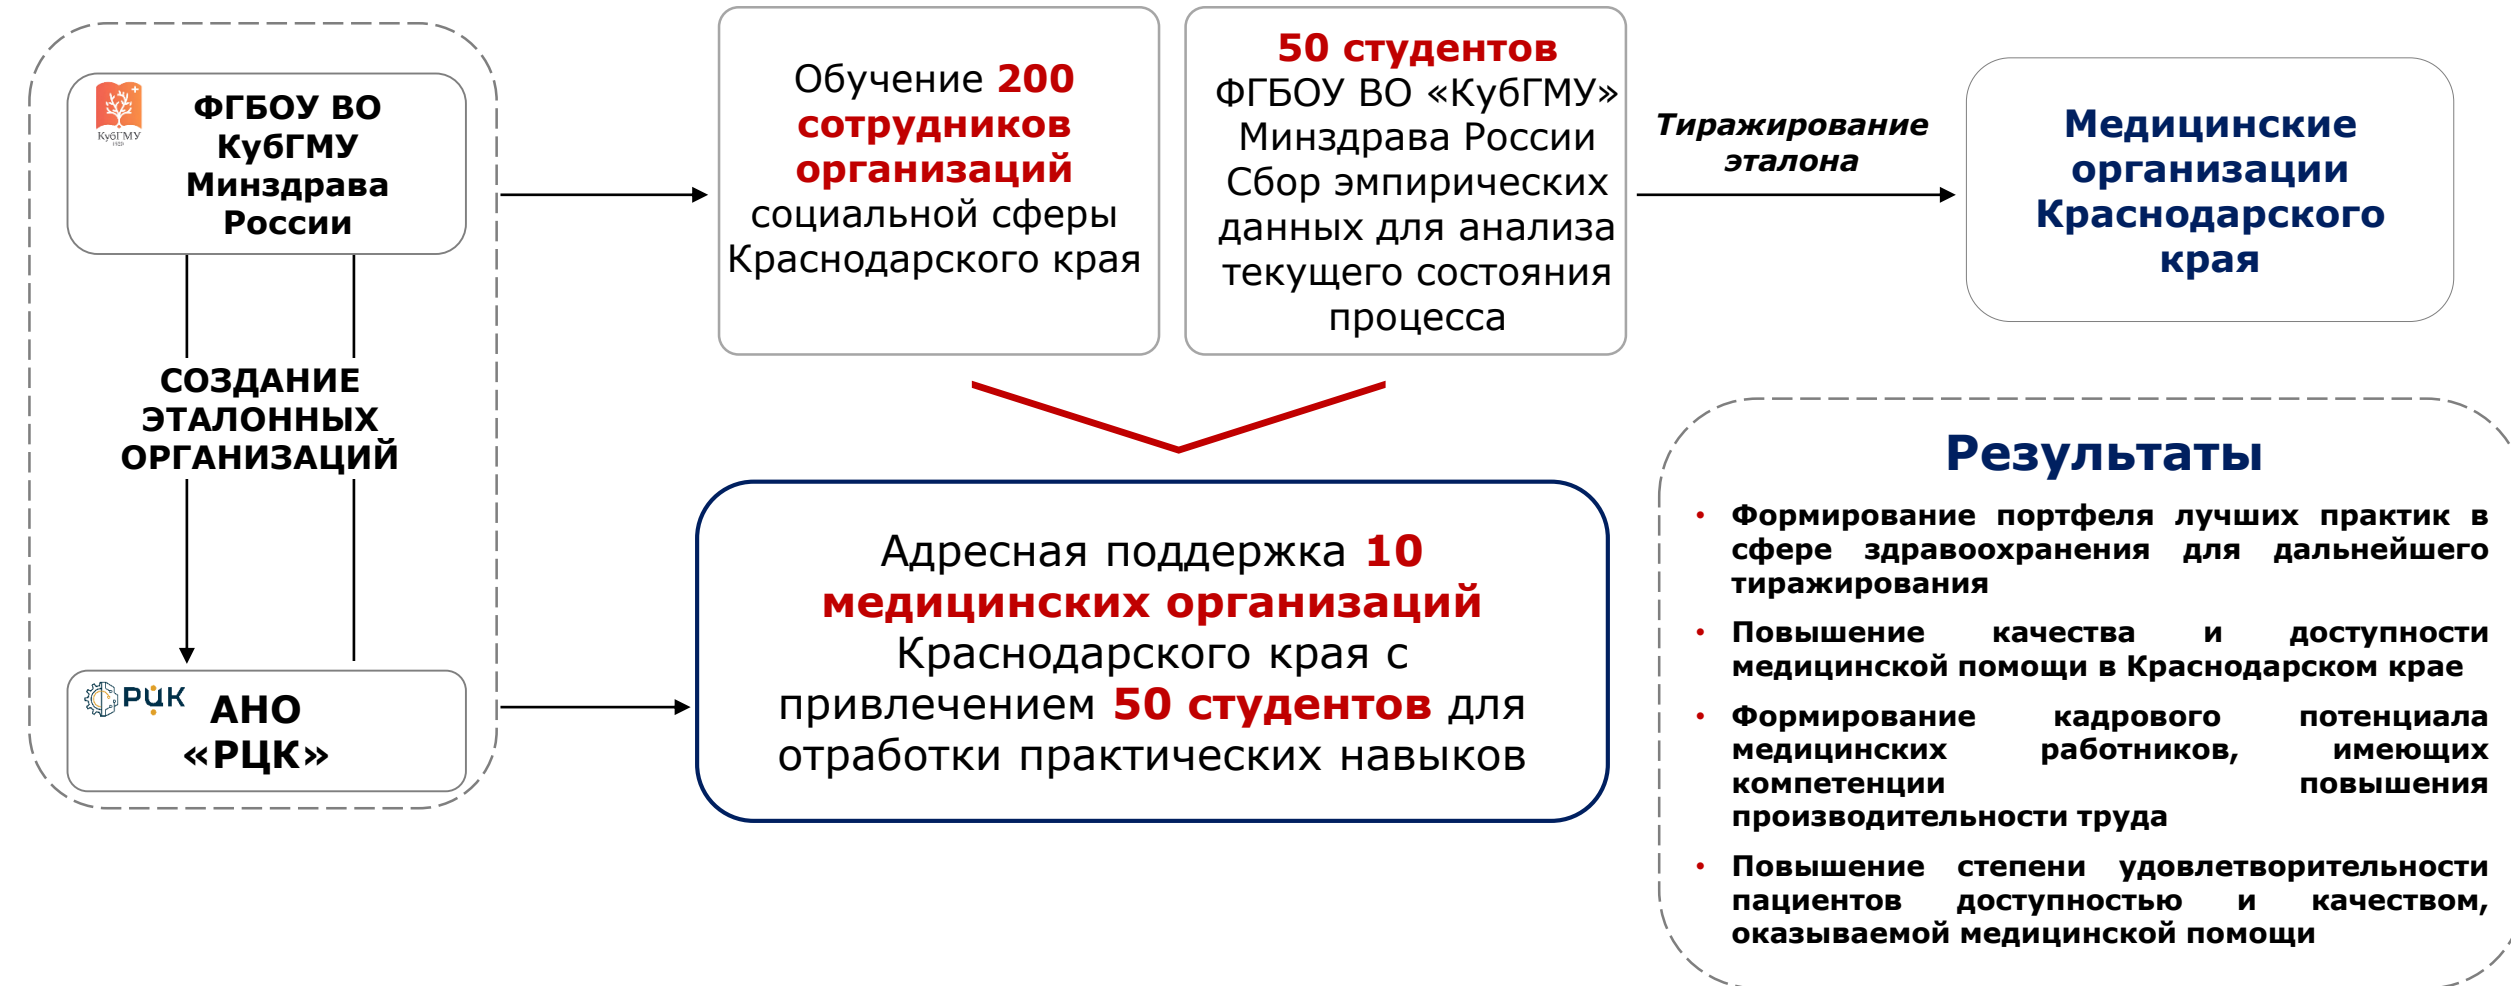 КубГМУ
1920
ФГБОУ ВО
КубГМУ
Минздрава
России
СОЗДАНИЕ
ЭТАЛОННЫХ
ОРГАНИЗАЦИЙ
РЦК
АНО
«РЦК»
Обучение 200
сотрудников
организаций
социальной сферы
Краснодарского края
50 студентов
ФГБОУ ВО «КубГМУ»
Минздрава России
Сбор эмпирических
данных для анализа
текущего состояния
процесса
Тиражирование
эталона
Медицинские
организации
Краснодарского
края
Адресная поддержка 10
медицинских организаций
Краснодарского края с
привлечением 50 студентов для
отработки практических навыков
Результаты
• Формирование портфеля лучших практик в
сфере здравоохранения для дальнейшего
тиражирования
• Повышение качества и доступности
медицинской помощи в Краснодарском крае
• Формирование кадрового потенциала
медицинских работников, имеющих
компетенции повышения
производительности труда
• Повышение степени удовлетворительности
пациентов доступностью и качеством,
оказываемой медицинской помощи